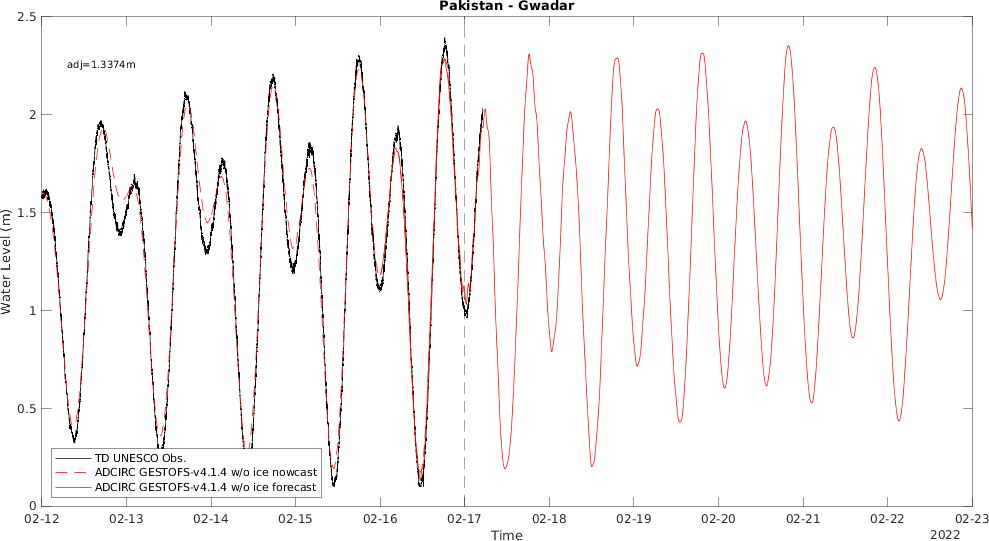 Pakistan - Gwadar
adj=1.3374m
2.5
2
1.5
1
0.5
0
Water Level (m)
TD UNESCO Obs.
ADCIRC GESTOFS-v4.1.4 w/o ice nowcast
ADCIRC GESTOFS-v4.1.4 w/o ice forecast
02-12 02-13 02-14 02-15 02-16 02-17 02-18 02-19 02-20 02-21 02-22 02-23
Time
2022